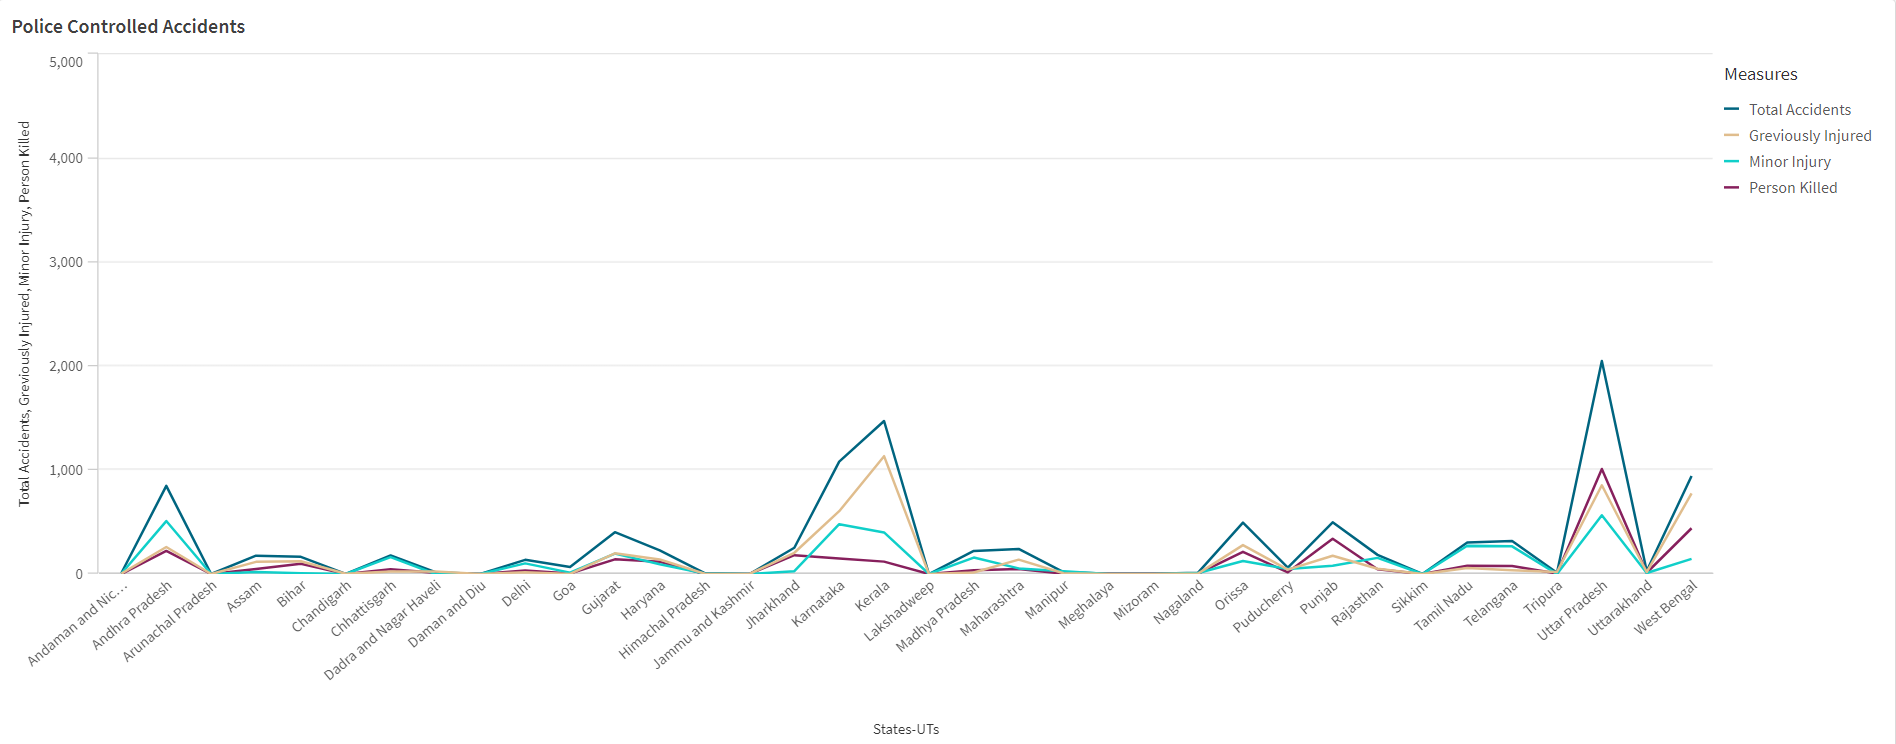 Police Controlled Accidents
Total Accidents, Greviously Injured, Minor Injury, Person Killed
5,000
4,000
3,000
2,000
1,000
0
Andaman and Nic...
Andhra Pradesh
Arunachal Pradesh
Assam
Bihar
Chandigarh
Chhattisgarh
Dadra and Nagar Haveli
Daman and Diu
Delhi
Goa
Gujarat
Haryana
Himachal Pradesh
Jammu and Kashmir
Jharkhand
Karnataka
Kerala
Lakshadweep
Madhya Pradesh
Maharashtra
Manipur
Meghalaya
Mizoram
Nagaland
Orissa
Puducherry
Punjab
Rajasthan
Sikkim
Tamil Nadu
Telangana
Tripura
Uttar Pradesh
Uttarakhand
West Bengal
States-UTs
Measures
Total Accidents
Greviously Injured
Minor Injury
Person Killed